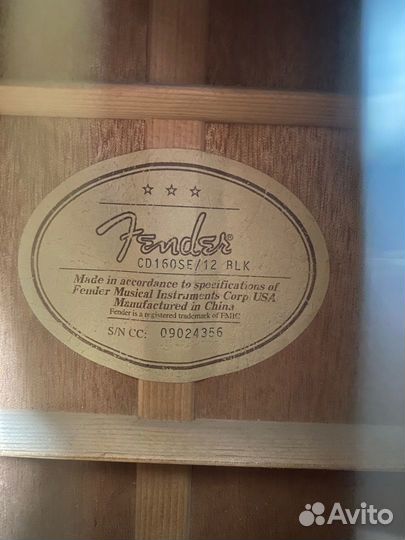 ☆ ☆ ☆
Fender®
CD160SE/12 BLK
Made in accordance to specifications of
Fender Musical Instruments Corp USA
Manufactured in China
Fender is a registered trademark of FMIC
S/N CC: 09024356
Avito